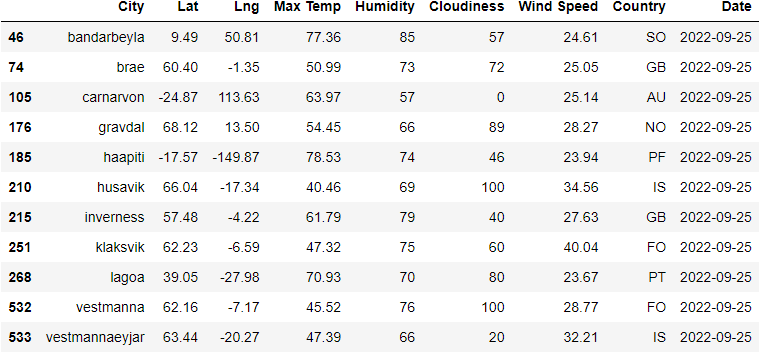 City Lat Lng Max Temp Humidity Cloudiness Wind Speed Country Date
46 bandarbeyla 9.49 50.81 77.36 85 57 24.61 SO 2022-09-25
74 brae 60.40 -1.35 50.99 73 72 25.05 GB 2022-09-25
105 carnarvon -24.87 113.63 63.97 57 0 25.14 AU 2022-09-25
176 gravdal 68.12 13.50 54.45 66 89 28.27 NO 2022-09-25
185 haapiti -17.57 -149.87 78.53 74 46 23.94 PF 2022-09-25
210 husavik 66.04 -17.34 40.46 69 100 34.56 IS 2022-09-25
215 inverness 57.48 -4.22 61.79 79 40 27.63 GB 2022-09-25
251 klaksvik 62.23 -6.59 47.32 75 60 40.04 FO 2022-09-25
268 lagoa 39.05 -27.98 70.93 70 80 23.67 PT 2022-09-25
532 vestmanna 62.16 -7.17 45.52 76 100 28.77 FO 2022-09-25
533 vestmannaeyjar 63.44 -20.27 47.39 66 20 32.21 IS 2022-09-25